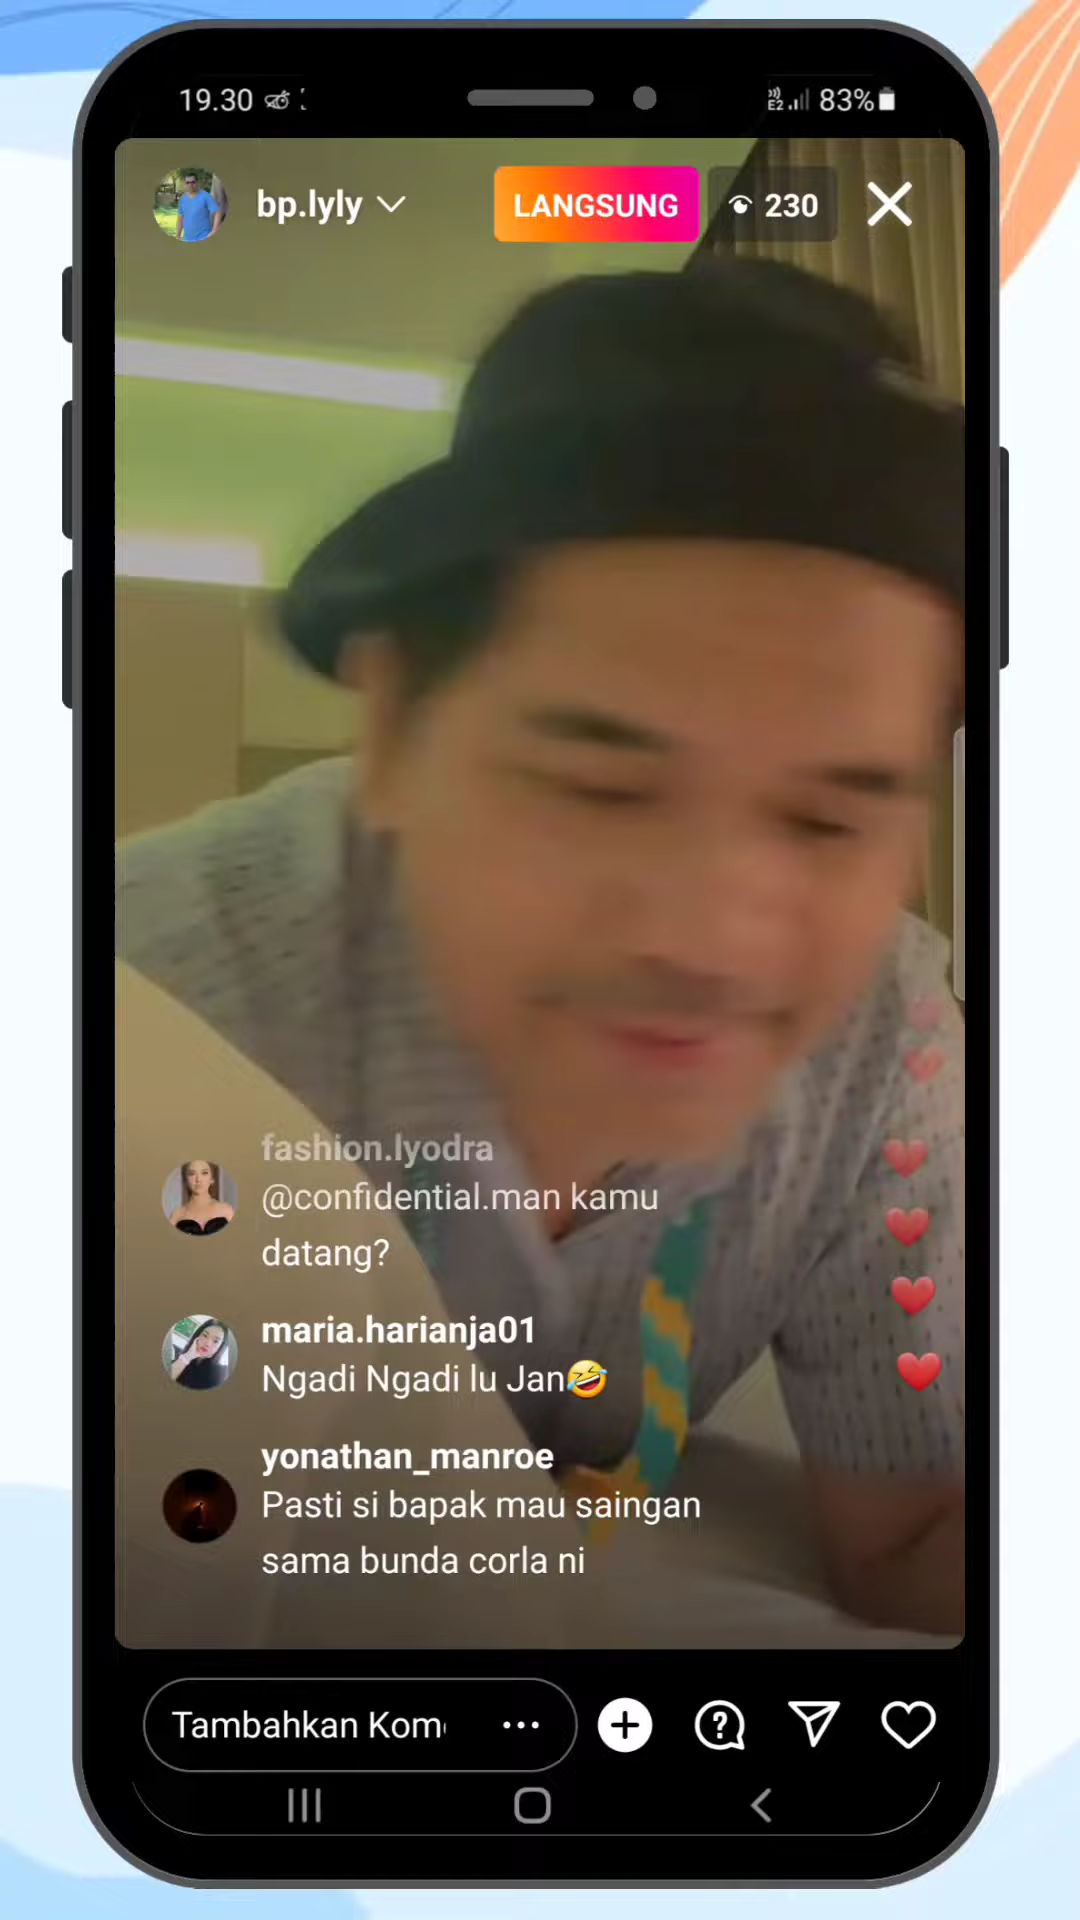 19.30
83%
bp.lyly
LANGSUNG
230
fashion.lyodra
@confidential.man kamu
datang?
maria.harianja01
Ngadi Ngadi lu Jan🤣
yonathan_manroe
Pasti si bapak mau saingan
sama bunda corla ni
Tambahkan Kom